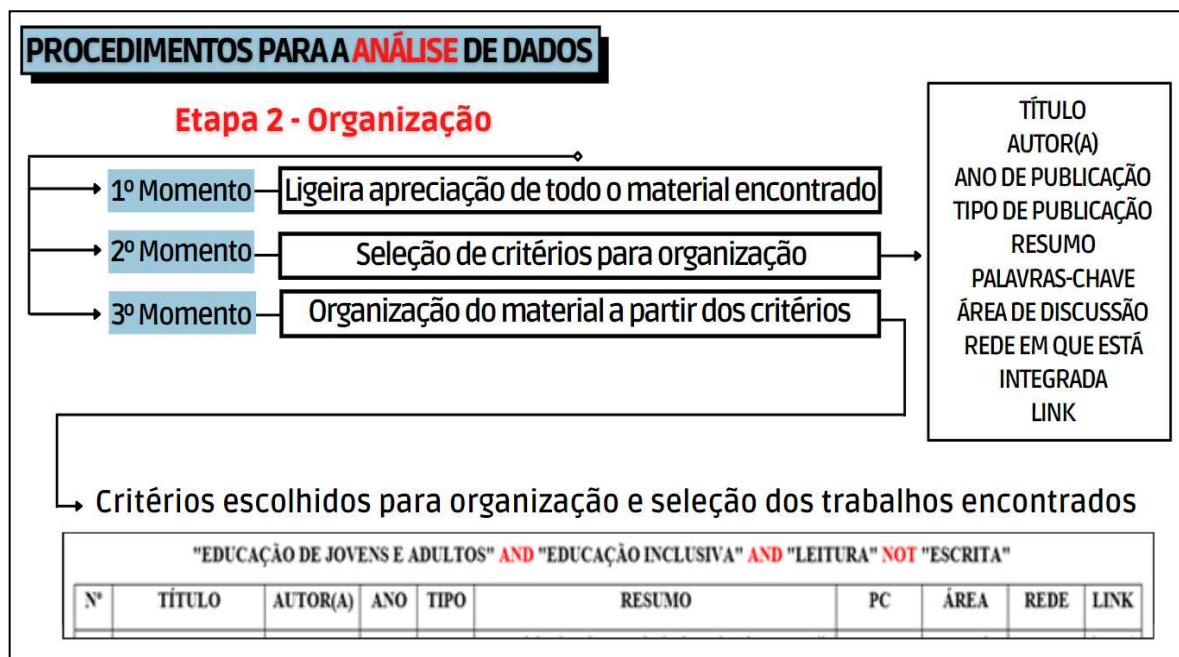 PROCEDIMENTOS PARA A ANÁLISE DE DADOS
Etapa 2 - Organização
1º Momento
Ligeira apreciação de todo o material encontrado
2º Momento
Seleção de critérios para organização
3º Momento
Organização do material a partir dos critérios
TÍTULO
AUTOR(A)
ANO DE PUBLICAÇÃO
TIPO DE PUBLICAÇÃO
RESUMO
PALAVRAS-CHAVE
ÁREA DE DISCUSSÃO
REDE EM QUE ESTÁ
INTEGRADA
LINK
Critérios escolhidos para organização e seleção dos trabalhos encontrados
"EDUCAÇÃO DE JOVENS E ADULTOS" AND "EDUCAÇÃO INCLUSIVA" AND "LEITURA" NOT "ESCRITA"
Nº TÍTULO AUTOR(A) ANO TIPO RESUMO PC ÁREA REDE LINK